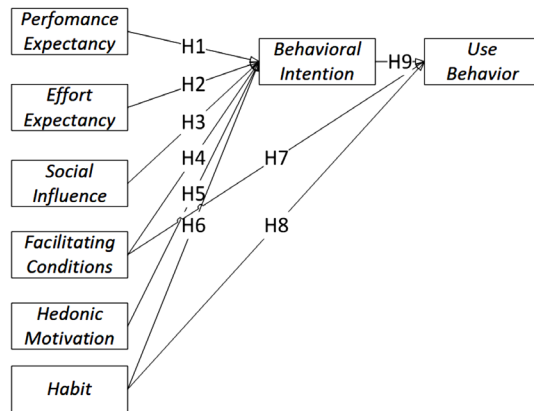 Perfomance
Expectancy
H1
Behavioral
Intention
H9
Use
Behavior
Effort
Expectancy
H2
H3
Social
Influence
H4
H7
H5
H6
H8
Facilitating
Conditions
Hedonic
Motivation
Habit